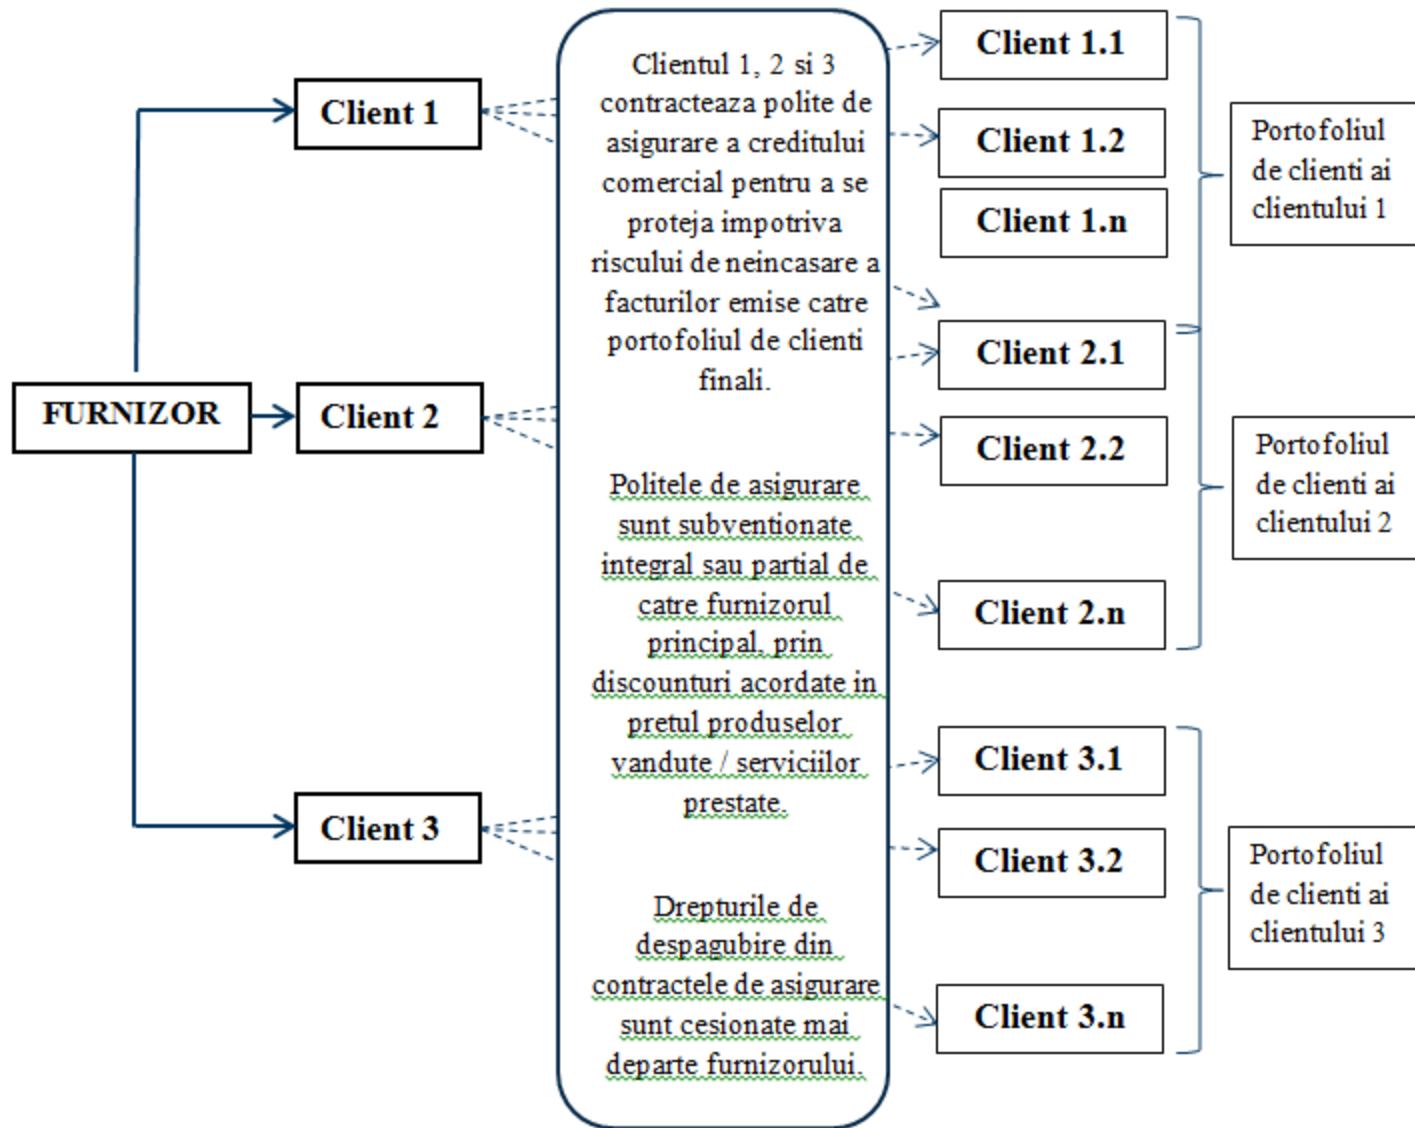 FURNIZOR
Client 1
Client 2
Client 3
Clientul 1, 2 si 3
contracteaza polite de
asigurare a creditului
comercial pentru a se
proteja impotriva
riscului de neincasare a
facturilor emise catre
portofoliul de clienti
finali.
Politele de asigurare
sunt subventionate
integral sau partial de
catre furnizorul
principal, prin
discounturi acordate in
pretul produselor
vandute / serviciilor
prestate.
Drepturile de
despagubire din
contractele de asigurare
sunt cesionate mai
departe furnizorului.
Client 1.1
Client 1.2
Client 1.n
Client 2.1
Client 2.2
Client 2.n
Client 3.1
Client 3.2
Client 3.n
Portofoliul
de clienti ai
clientului 1
Portofoliul
de clienti ai
clientului 2
Portofoliul
de clienti ai
clientului 3